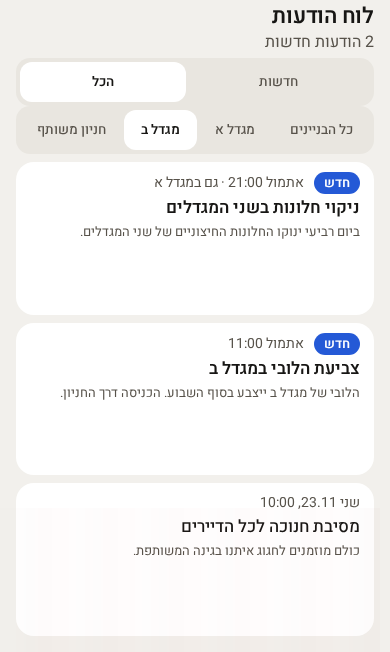 לוח הודעות
2 הודעות חדשות
חדשות הכל
כל הבניינים מגדל א מגדל ב חניון משותף
חדש אתמול 21:00 · גם במגדל א
ניקוי חלונות בשני המגדלים
ביום רביעי ינוקו החלונות החיצוניים של שני המגדלים.
חדש אתמול 11:00
צביעת הלובי במגדל ב
הלובי של מגדל ב ייצבע בסוף השבוע. הכניסה דרך החניון.
שני 23.11, 10:00
מסיבת חנוכה לכל הדיירים
כולם מוזמנים לחגוג איתנו בגינה המשותפת.